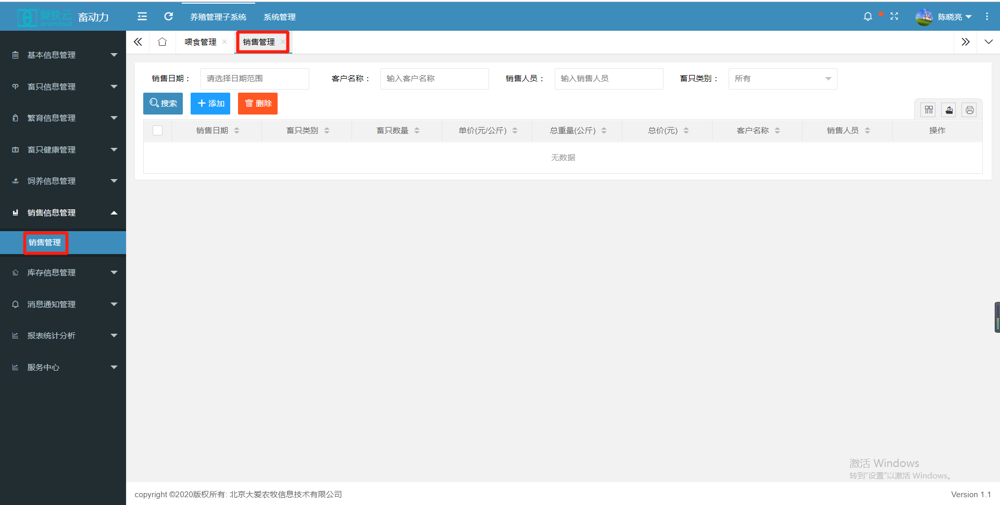 爱牧云
amorcloud
畜动力
养殖管理子系统
系统管理
陈晓亮
喂食管理
销售管理
基本信息管理
畜只信息管理
繁育信息管理
畜只健康管理
饲养信息管理
销售信息管理
销售管理
库存信息管理
消息通知管理
报表统计分析
服务中心
销售日期： 请选择日期范围
客户名称： 输入客户名称
销售人员： 输入销售人员
畜只类别： 所有
搜索
添加
删除
销售日期 畜只类别 畜只数量 单价(元/公斤) 总重量(公斤) 总价(元) 客户名称 销售人员 操作
无数据
激活 Windows
转到"设置"以激活 Windows。
copyright ©2020版权所有: 北京大爱农牧信息技术有限公司
Version 1.1